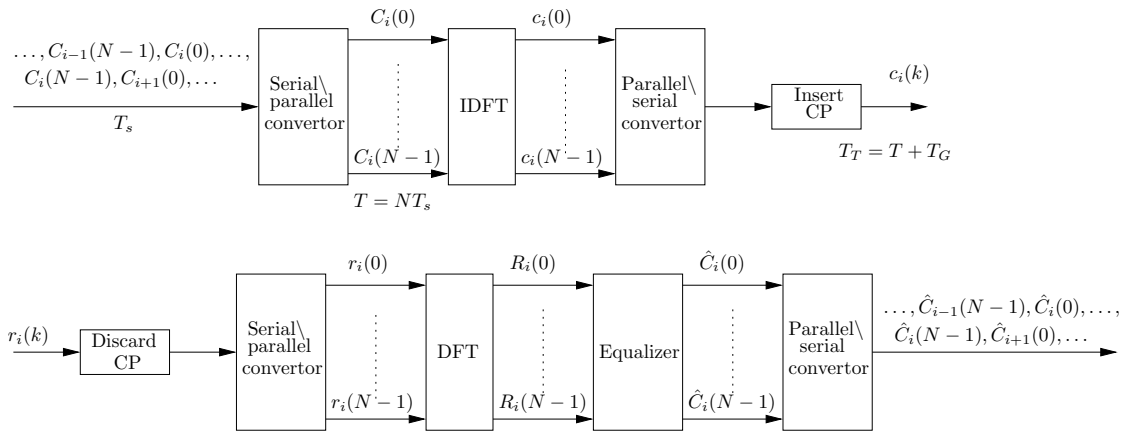 …, C_{i−1}(N − 1), C_i(0), …,
C_i(N − 1), C_{i+1}(0), …
T_s
Serial\
parallel
convertor
C_i(0)
C_i(N − 1)
T = NT_s
IDFT
c_i(0)
c_i(N − 1)
Parallel\
serial
convertor
Insert
CP
c_i(k)
T_T = T + T_G
r_i(k)
Discard
CP
Serial\
parallel
convertor
r_i(0)
r_i(N − 1)
DFT
R_i(0)
R_i(N − 1)
Equalizer
Ĉ_i(0)
Ĉ_i(N − 1)
Parallel\
serial
convertor
…, Ĉ_{i−1}(N − 1), Ĉ_i(0), …,
Ĉ_i(N − 1), Ĉ_{i+1}(0), …